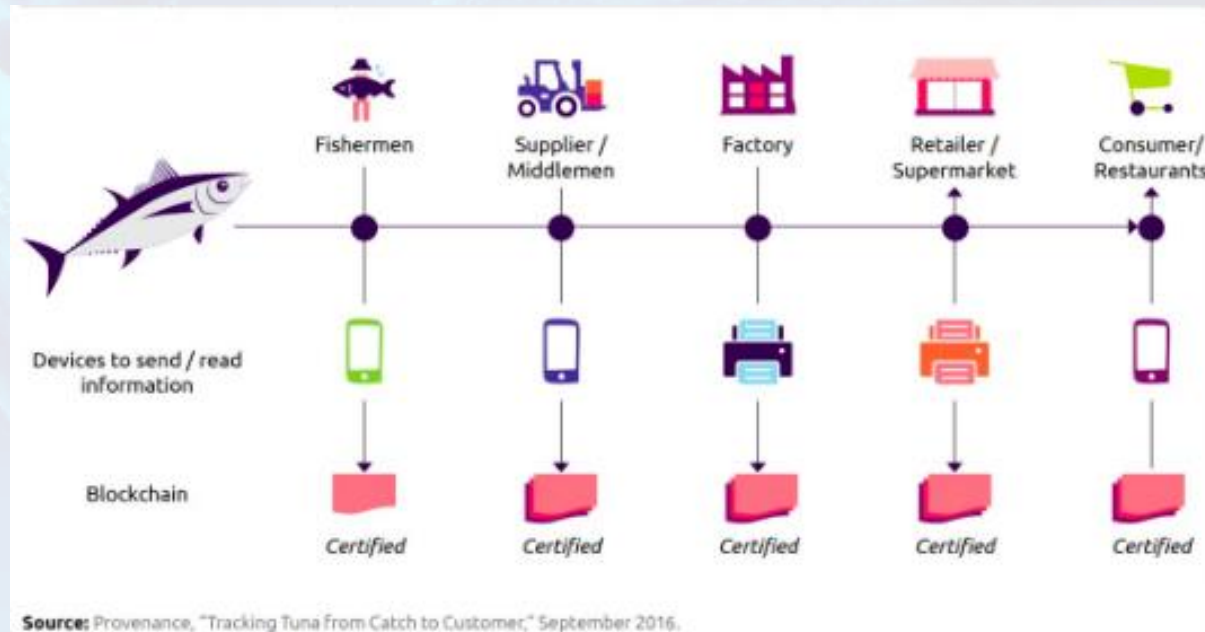 Fishermen
Supplier /
Middlemen
Factory
Retailer /
Supermarket
Consumer/
Restaurants
Devices to send / read
information
Blockchain
Certified
Certified
Certified
Certified
Certified
Source: Provenance, "Tracking Tuna from Catch to Customer," September 2016.